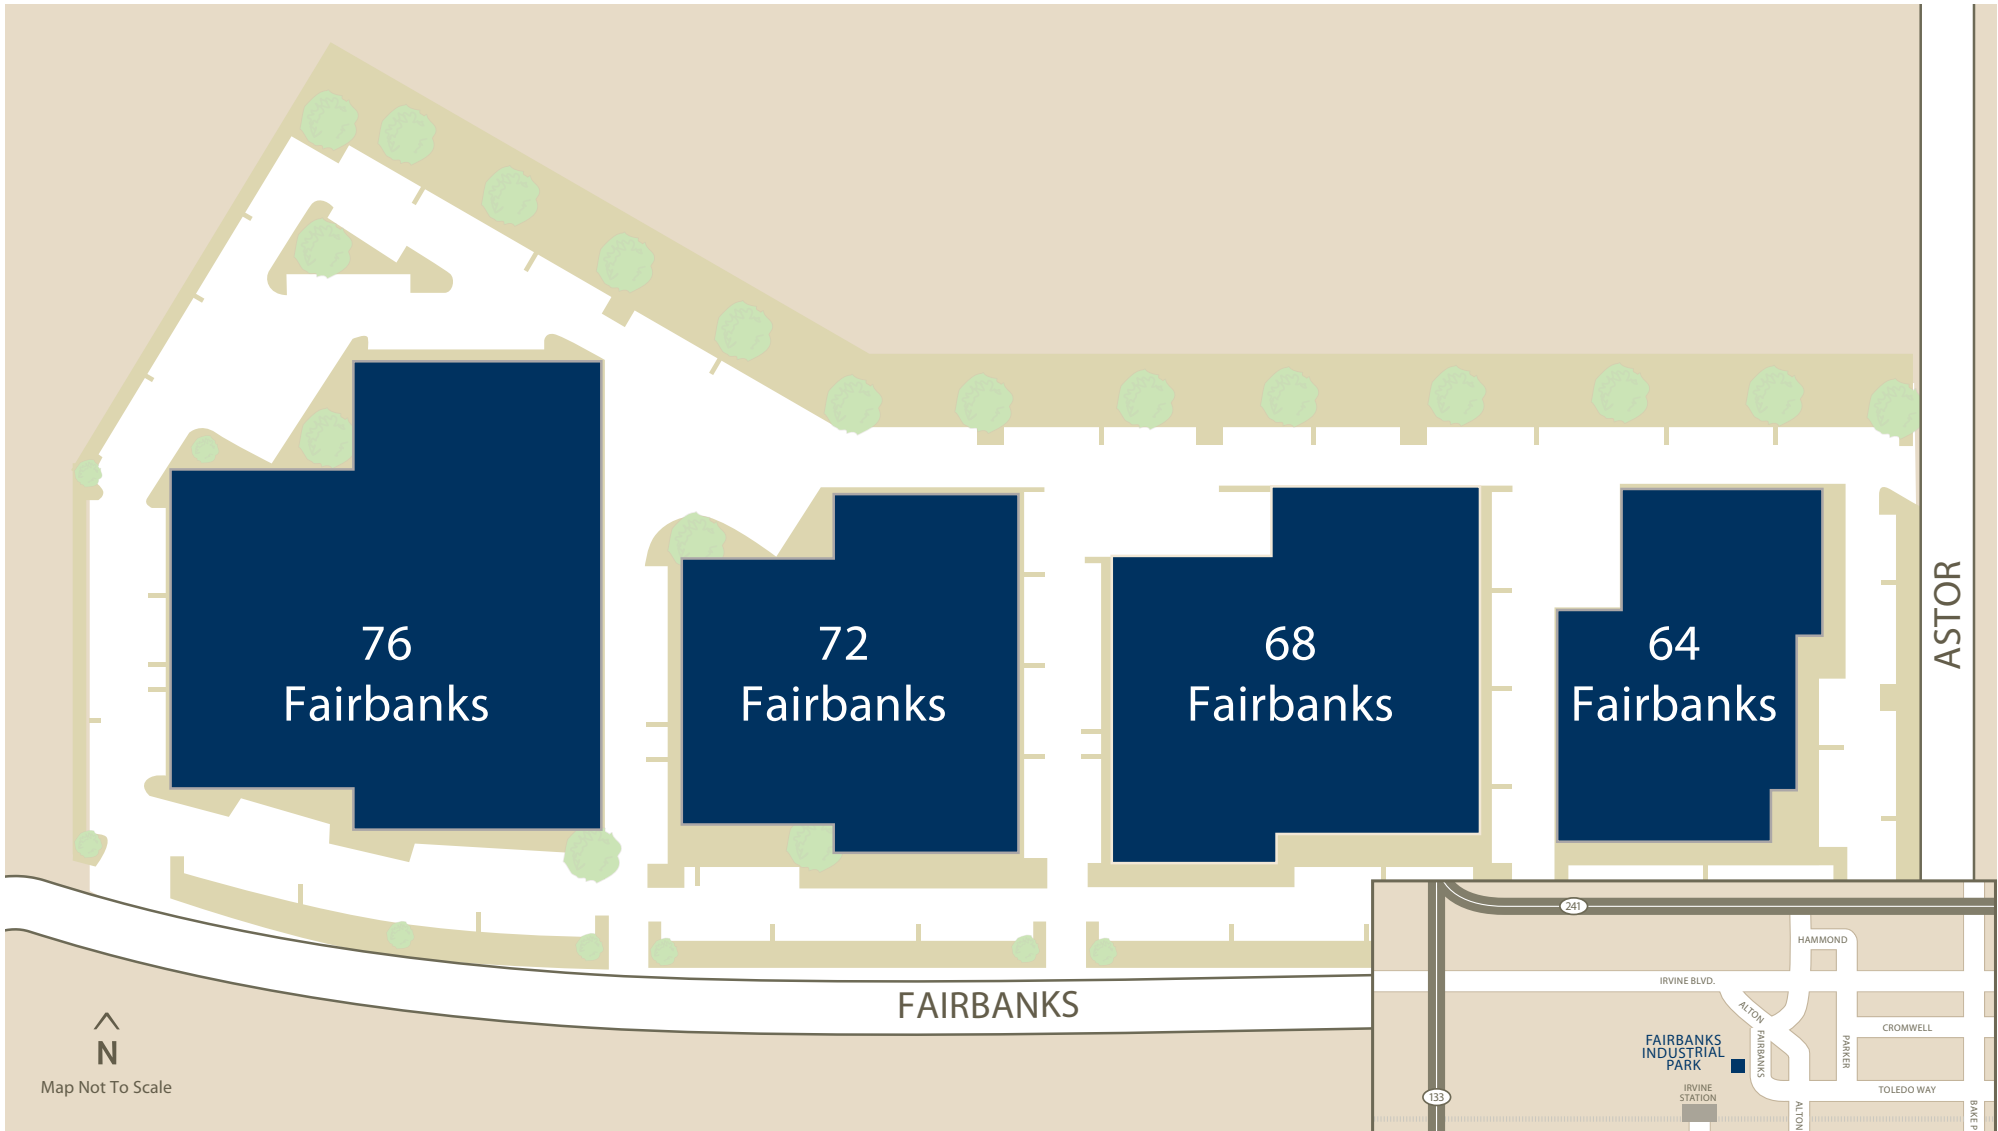 76
Fairbanks
72
Fairbanks
68
Fairbanks
64
Fairbanks
ASTOR
FAIRBANKS
N
Map Not To Scale
241
HAMMOND
IRVINE BLVD.
ALTON
FAIRBANKS
CROMWELL
PARKER
FAIRBANKS
INDUSTRIAL
PARK
IRVINE
STATION
TOLEDO WAY
133
ALTON
BAKE P